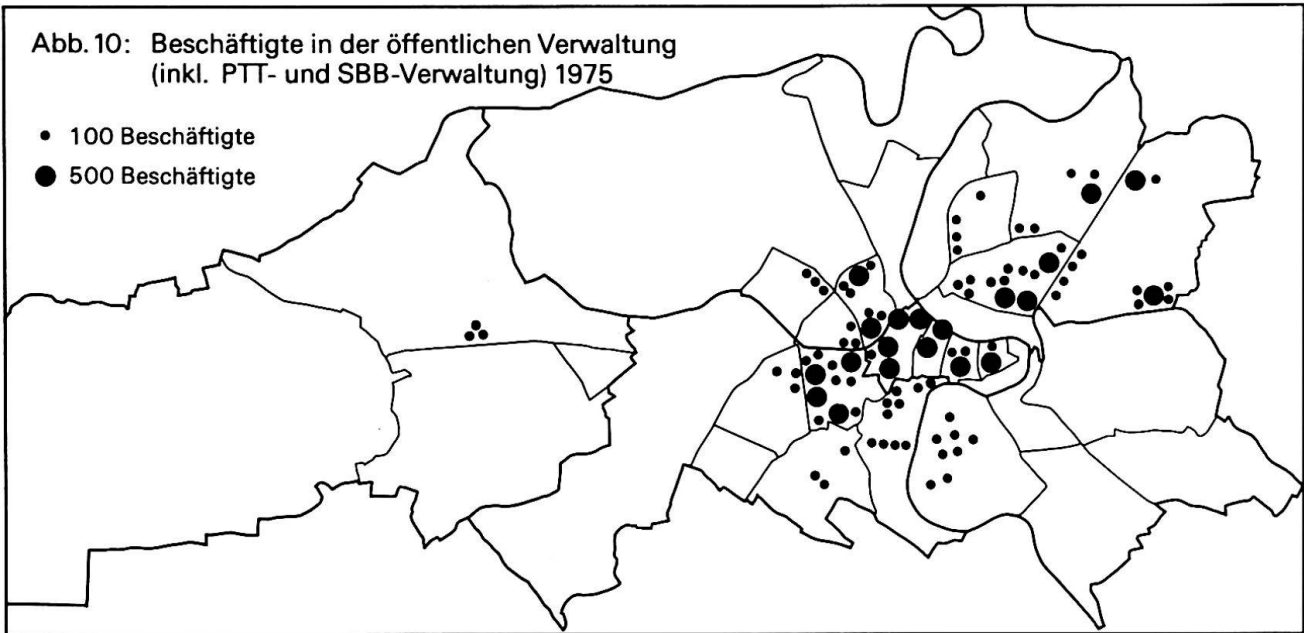 Abb. 10: Beschäftigte in der öffentlichen Verwaltung
(inkl. PTT- und SBB-Verwaltung) 1975
100 Beschäftigte
500 Beschäftigte